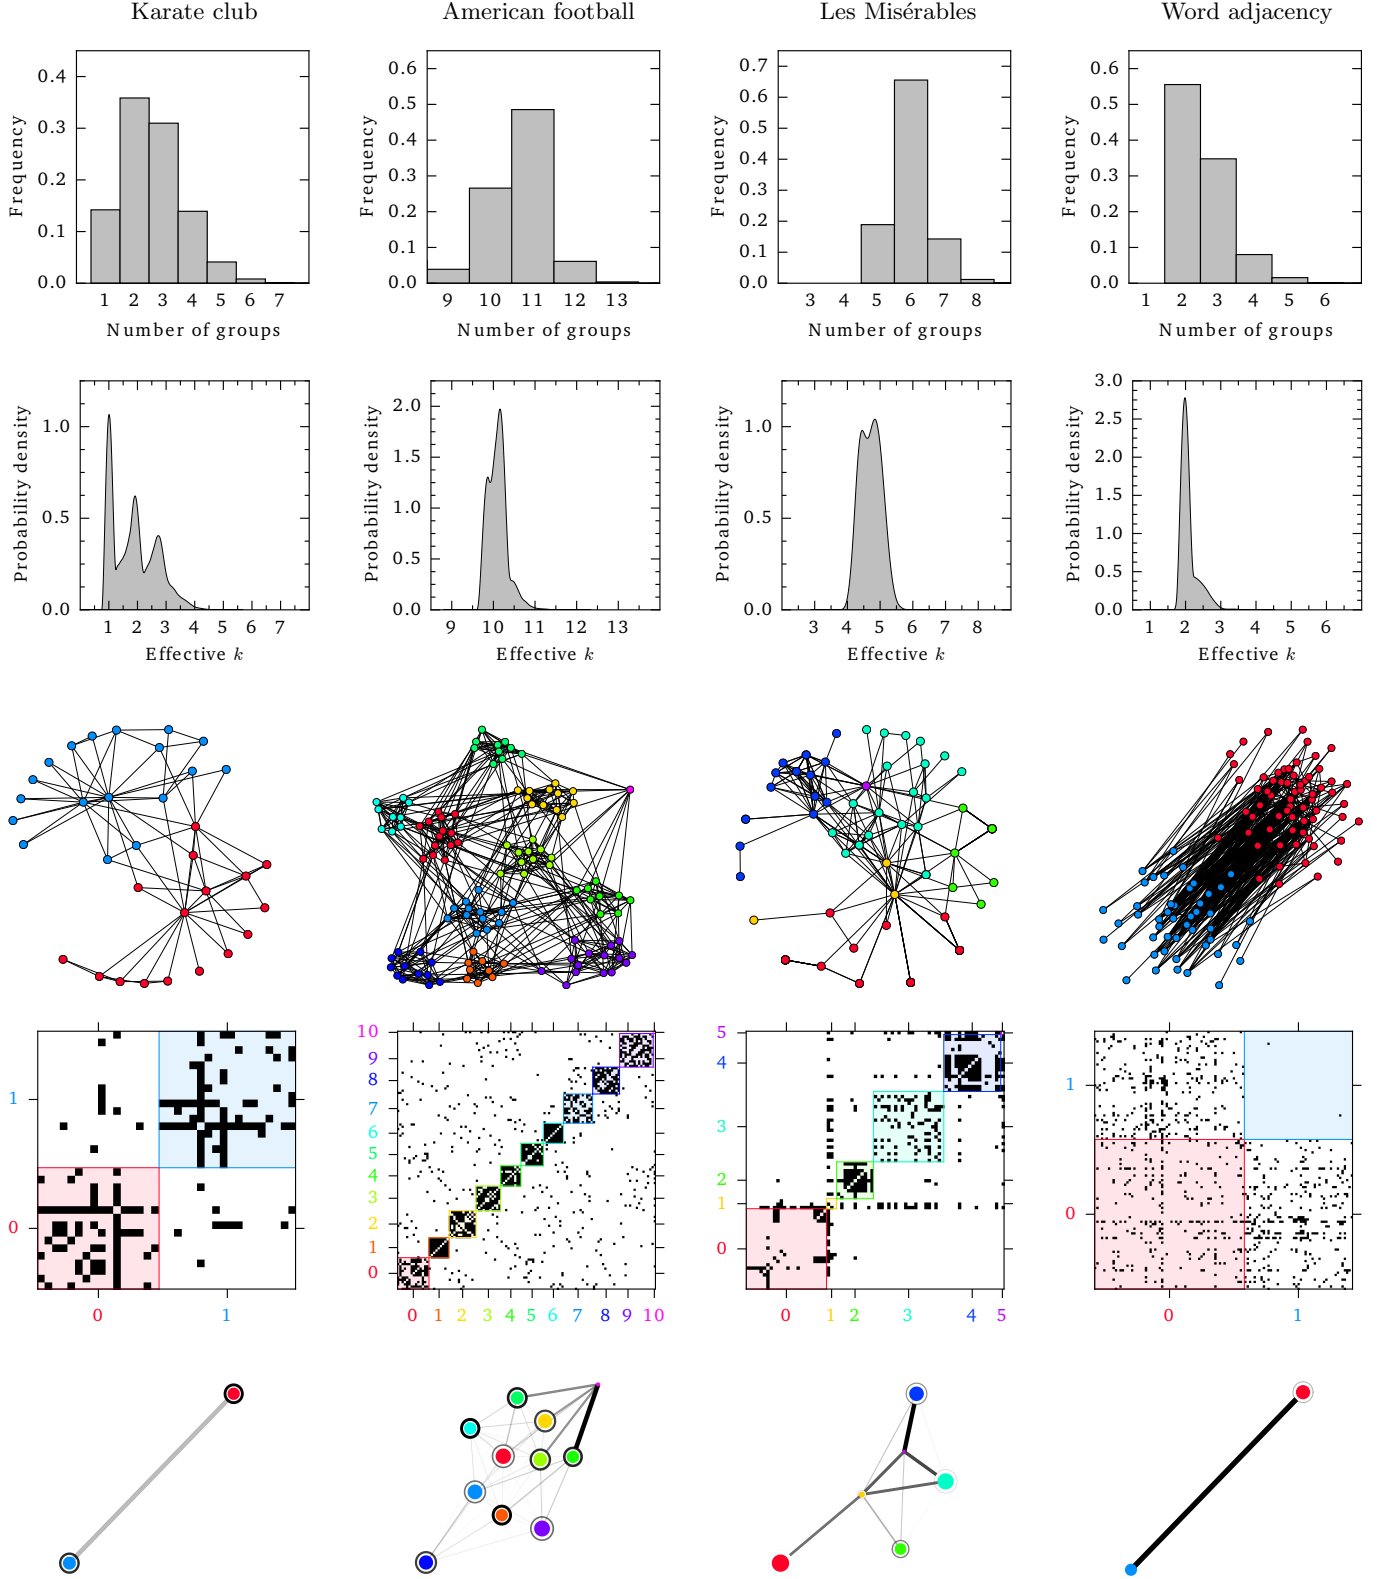 Karate club American football Les Misérables Word adjacency
0.4
0.3
0.2
0.1
0.0
Frequency
1 2 3 4 5 6 7
Number of groups
0.6
0.5
0.4
0.3
0.2
0.1
0.0
Frequency
9 10 11 12 13
Number of groups
0.7
0.6
0.5
0.4
0.3
0.2
0.1
0.0
Frequency
3 4 5 6 7 8
Number of groups
0.6
0.5
0.4
0.3
0.2
0.1
0.0
Frequency
1 2 3 4 5 6
Number of groups
1.0
0.5
0.0
Probability density
1 2 3 4 5 6 7
Effective k
2.0
1.5
1.0
0.5
0.0
Probability density
9 10 11 12 13
Effective k
1.0
0.5
0.0
Probability density
3 4 5 6 7 8
Effective k
3.0
2.5
2.0
1.5
1.0
0.5
0.0
Probability density
1 2 3 4 5 6
Effective k
1
0
0 1
10
9
8
7
6
5
4
3
2
1
0
0 1 2 3 4 5 6 7 8 9 10
5
4
3
2
1
0
0 1 2 3 4 5
1
0
0 1